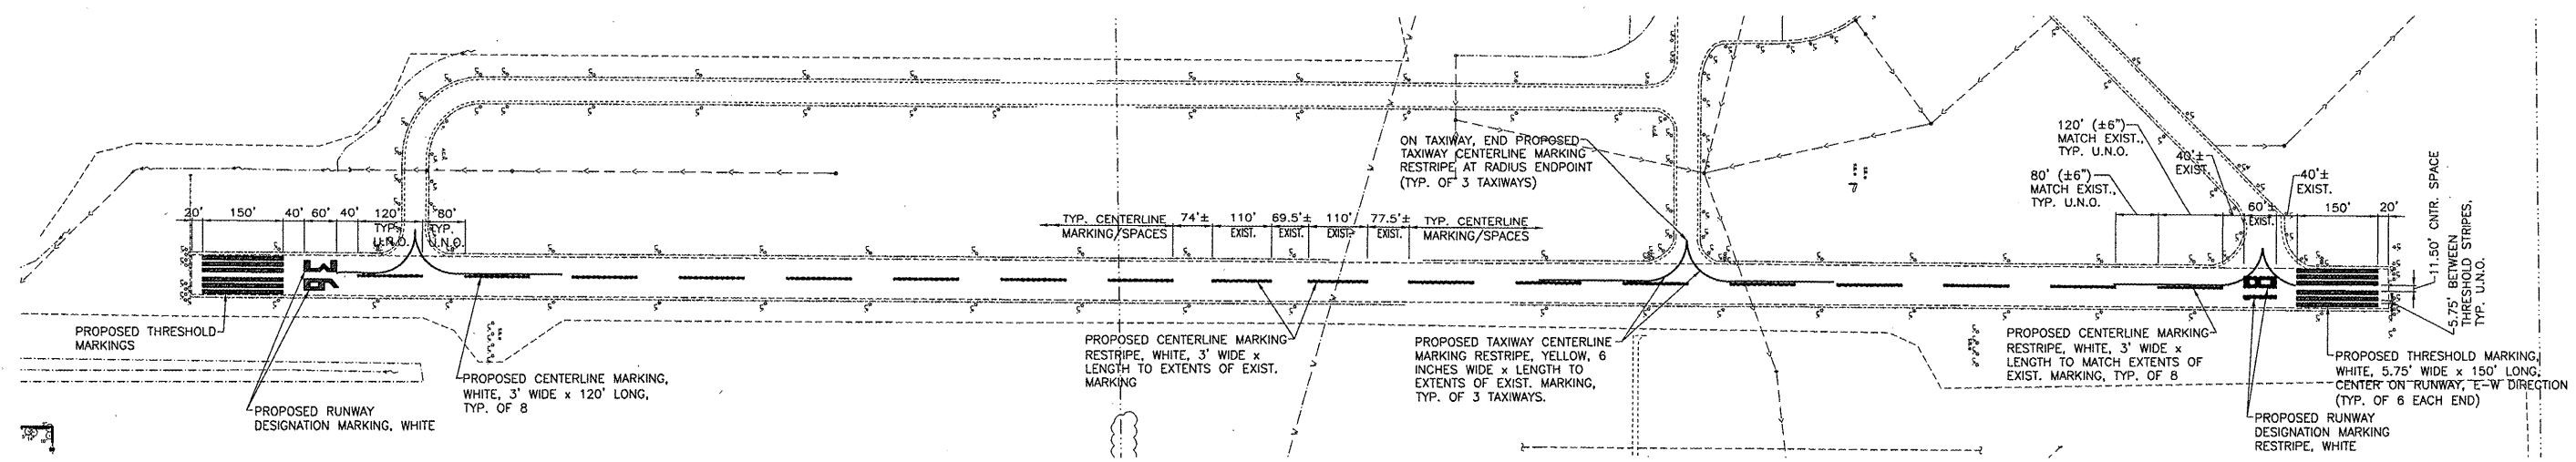 ON TAXIWAY, END PROPOSED
TAXIWAY CENTERLINE MARKING
RESTRIPE AT RADIUS ENDPOINT
(TYP. OF 3 TAXIWAYS)
120' (±6")
MATCH EXIST.,
TYP. U.N.O.
40'±
EXIST.
80' (±6")
MATCH EXIST.,
TYP. U.N.O.
40'±
EXIST.
20'
150'
40'
60'
40'
120'
TYP.
U.N.O.
80'
TYP.
U.N.O.
TYP. CENTERLINE
MARKING/SPACES
74'±
110'
EXIST.
69.5'±
EXIST.
110'
EXIST.
77.5'±
EXIST.
TYP. CENTERLINE
MARKING/SPACES
60'±
EXIST.
150'
20'
11.50' CNTR. SPACE
5.75' BETWEEN
THRESHOLD STRIPES,
TYP. U.N.O.
PROPOSED THRESHOLD
MARKINGS
PROPOSED RUNWAY
DESIGNATION MARKING, WHITE
PROPOSED CENTERLINE MARKING,
WHITE, 3' WIDE x 120' LONG,
TYP. OF 8
PROPOSED CENTERLINE MARKING
RESTRIPE, WHITE, 3' WIDE x
LENGTH TO EXTENTS OF EXIST.
MARKING
PROPOSED TAXIWAY CENTERLINE
MARKING RESTRIPE, YELLOW, 6
INCHES WIDE x LENGTH TO
EXTENTS OF EXIST. MARKING,
TYP. OF 3 TAXIWAYS.
PROPOSED CENTERLINE MARKING
RESTRIPE, WHITE, 3' WIDE x
LENGTH TO MATCH EXTENTS OF
EXIST. MARKING, TYP. OF 8
PROPOSED THRESHOLD MARKING,
WHITE, 5.75' WIDE x 150' LONG,
CENTER ON RUNWAY, E-W DIRECTION
(TYP. OF 6 EACH END)
PROPOSED RUNWAY
DESIGNATION MARKING
RESTRIPE, WHITE